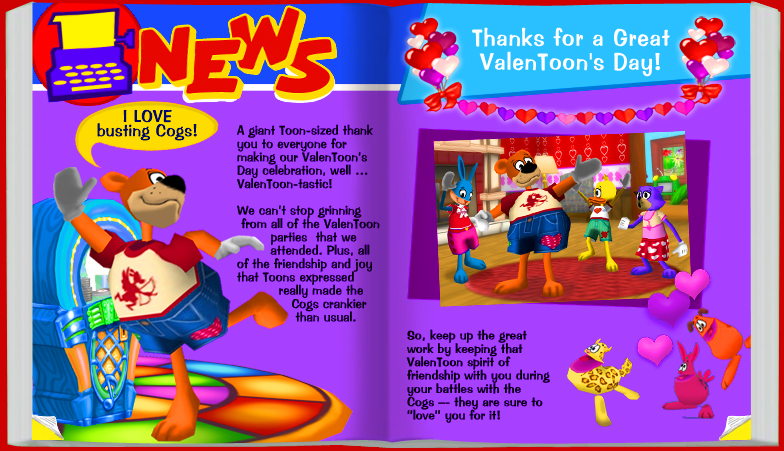 NEWS
I LOVE
busting Cogs!
A giant Toon-sized thank
you to everyone for
making our ValenToon's
Day celebration, well ...
ValenToon-tastic!
We can't stop grinning
from all of the ValenToon
parties that we
attended. Plus, all
of the friendship and joy
that Toons expressed
really made the
Cogs crankier
than usual.
Thanks for a Great
ValenToon's Day!
So, keep up the great
work by keeping that
ValenToon spirit of
friendship with you during
your battles with the
Cogs -- they are sure to
"love" you for it!